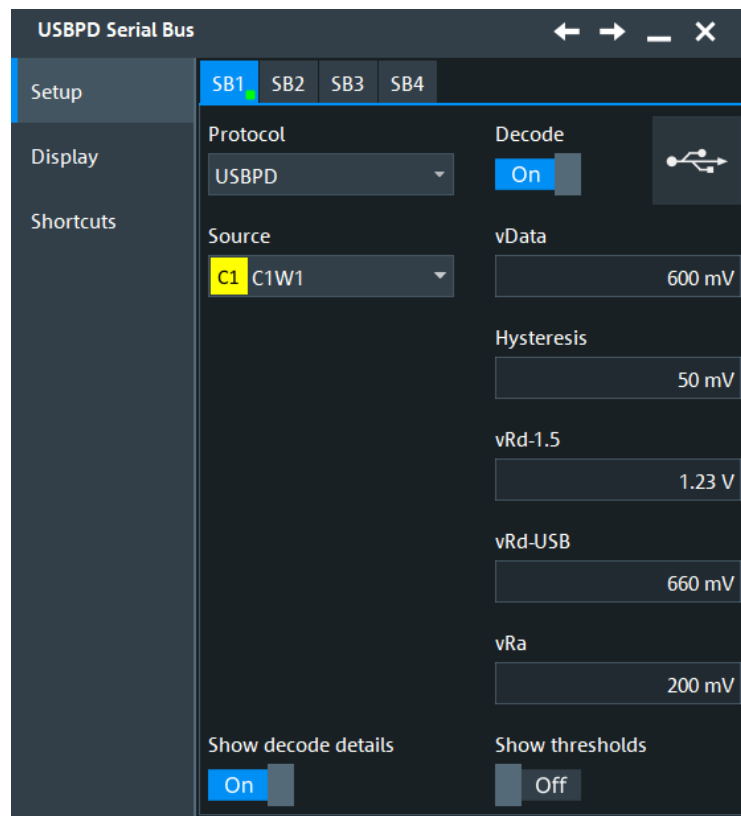 USBPD Serial Bus
Setup
Display
Shortcuts
SB1 SB2 SB3 SB4
Protocol
USBPD
Source
C1 C1W1
Decode
On
vData
600 mV
Hysteresis
50 mV
vRd-1.5
1.23 V
vRd-USB
660 mV
vRa
200 mV
Show decode details
On
Show thresholds
Off